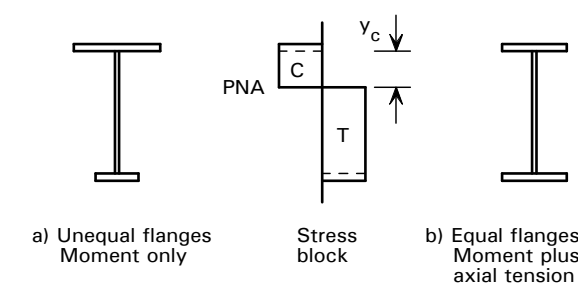 y c
C
PNA
T
a) Unequal flanges
Moment only
Stress
block
b) Equal flanges
Moment plus
axial tension